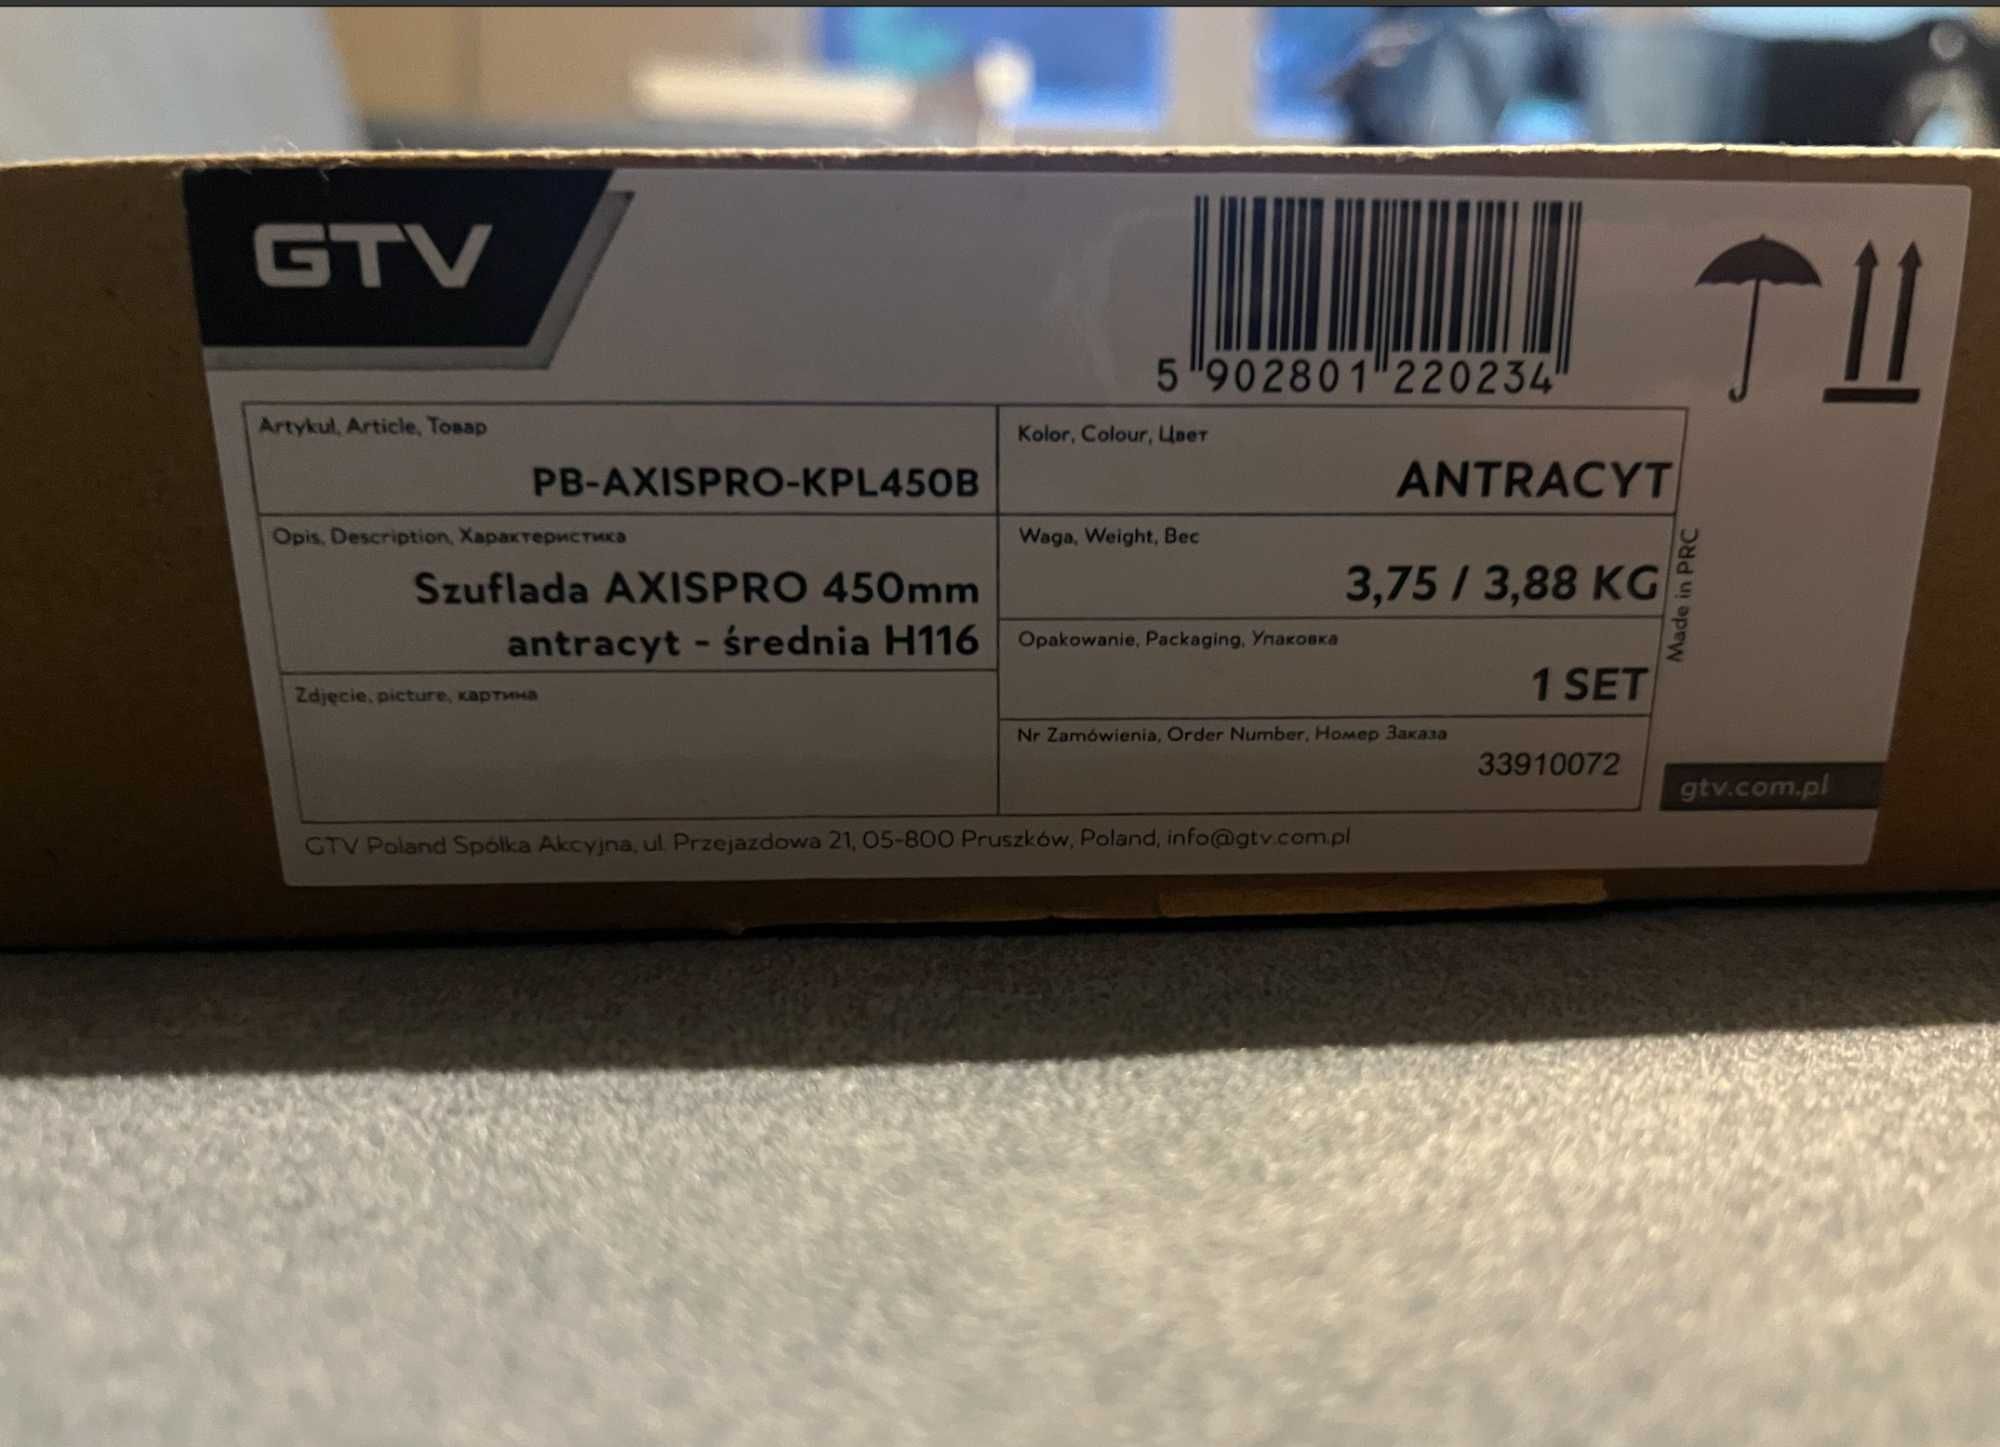 GTV
5 902801 220234
Artykuł, Article, Товар
PB-AXISPRO-KPL450B
Kolor, Colour, Цвет
ANTRACYT
Opis, Description, Характеристика
Szuflada AXISPRO 450mm
antracyt - średnia H116
Waga, Weight, Вес
3,75 / 3,88 KG
Opakowanie, Packaging, Упаковка
1 SET
Zdjęcie, picture, картина
Nr Zamówienia, Order Number, Номер Заказа
33910072
Made in PRC
gtv.com.pl
GTV Poland Spółka Akcyjna, ul. Przejazdowa 21, 05-800 Pruszków, Poland, info@gtv.com.pl